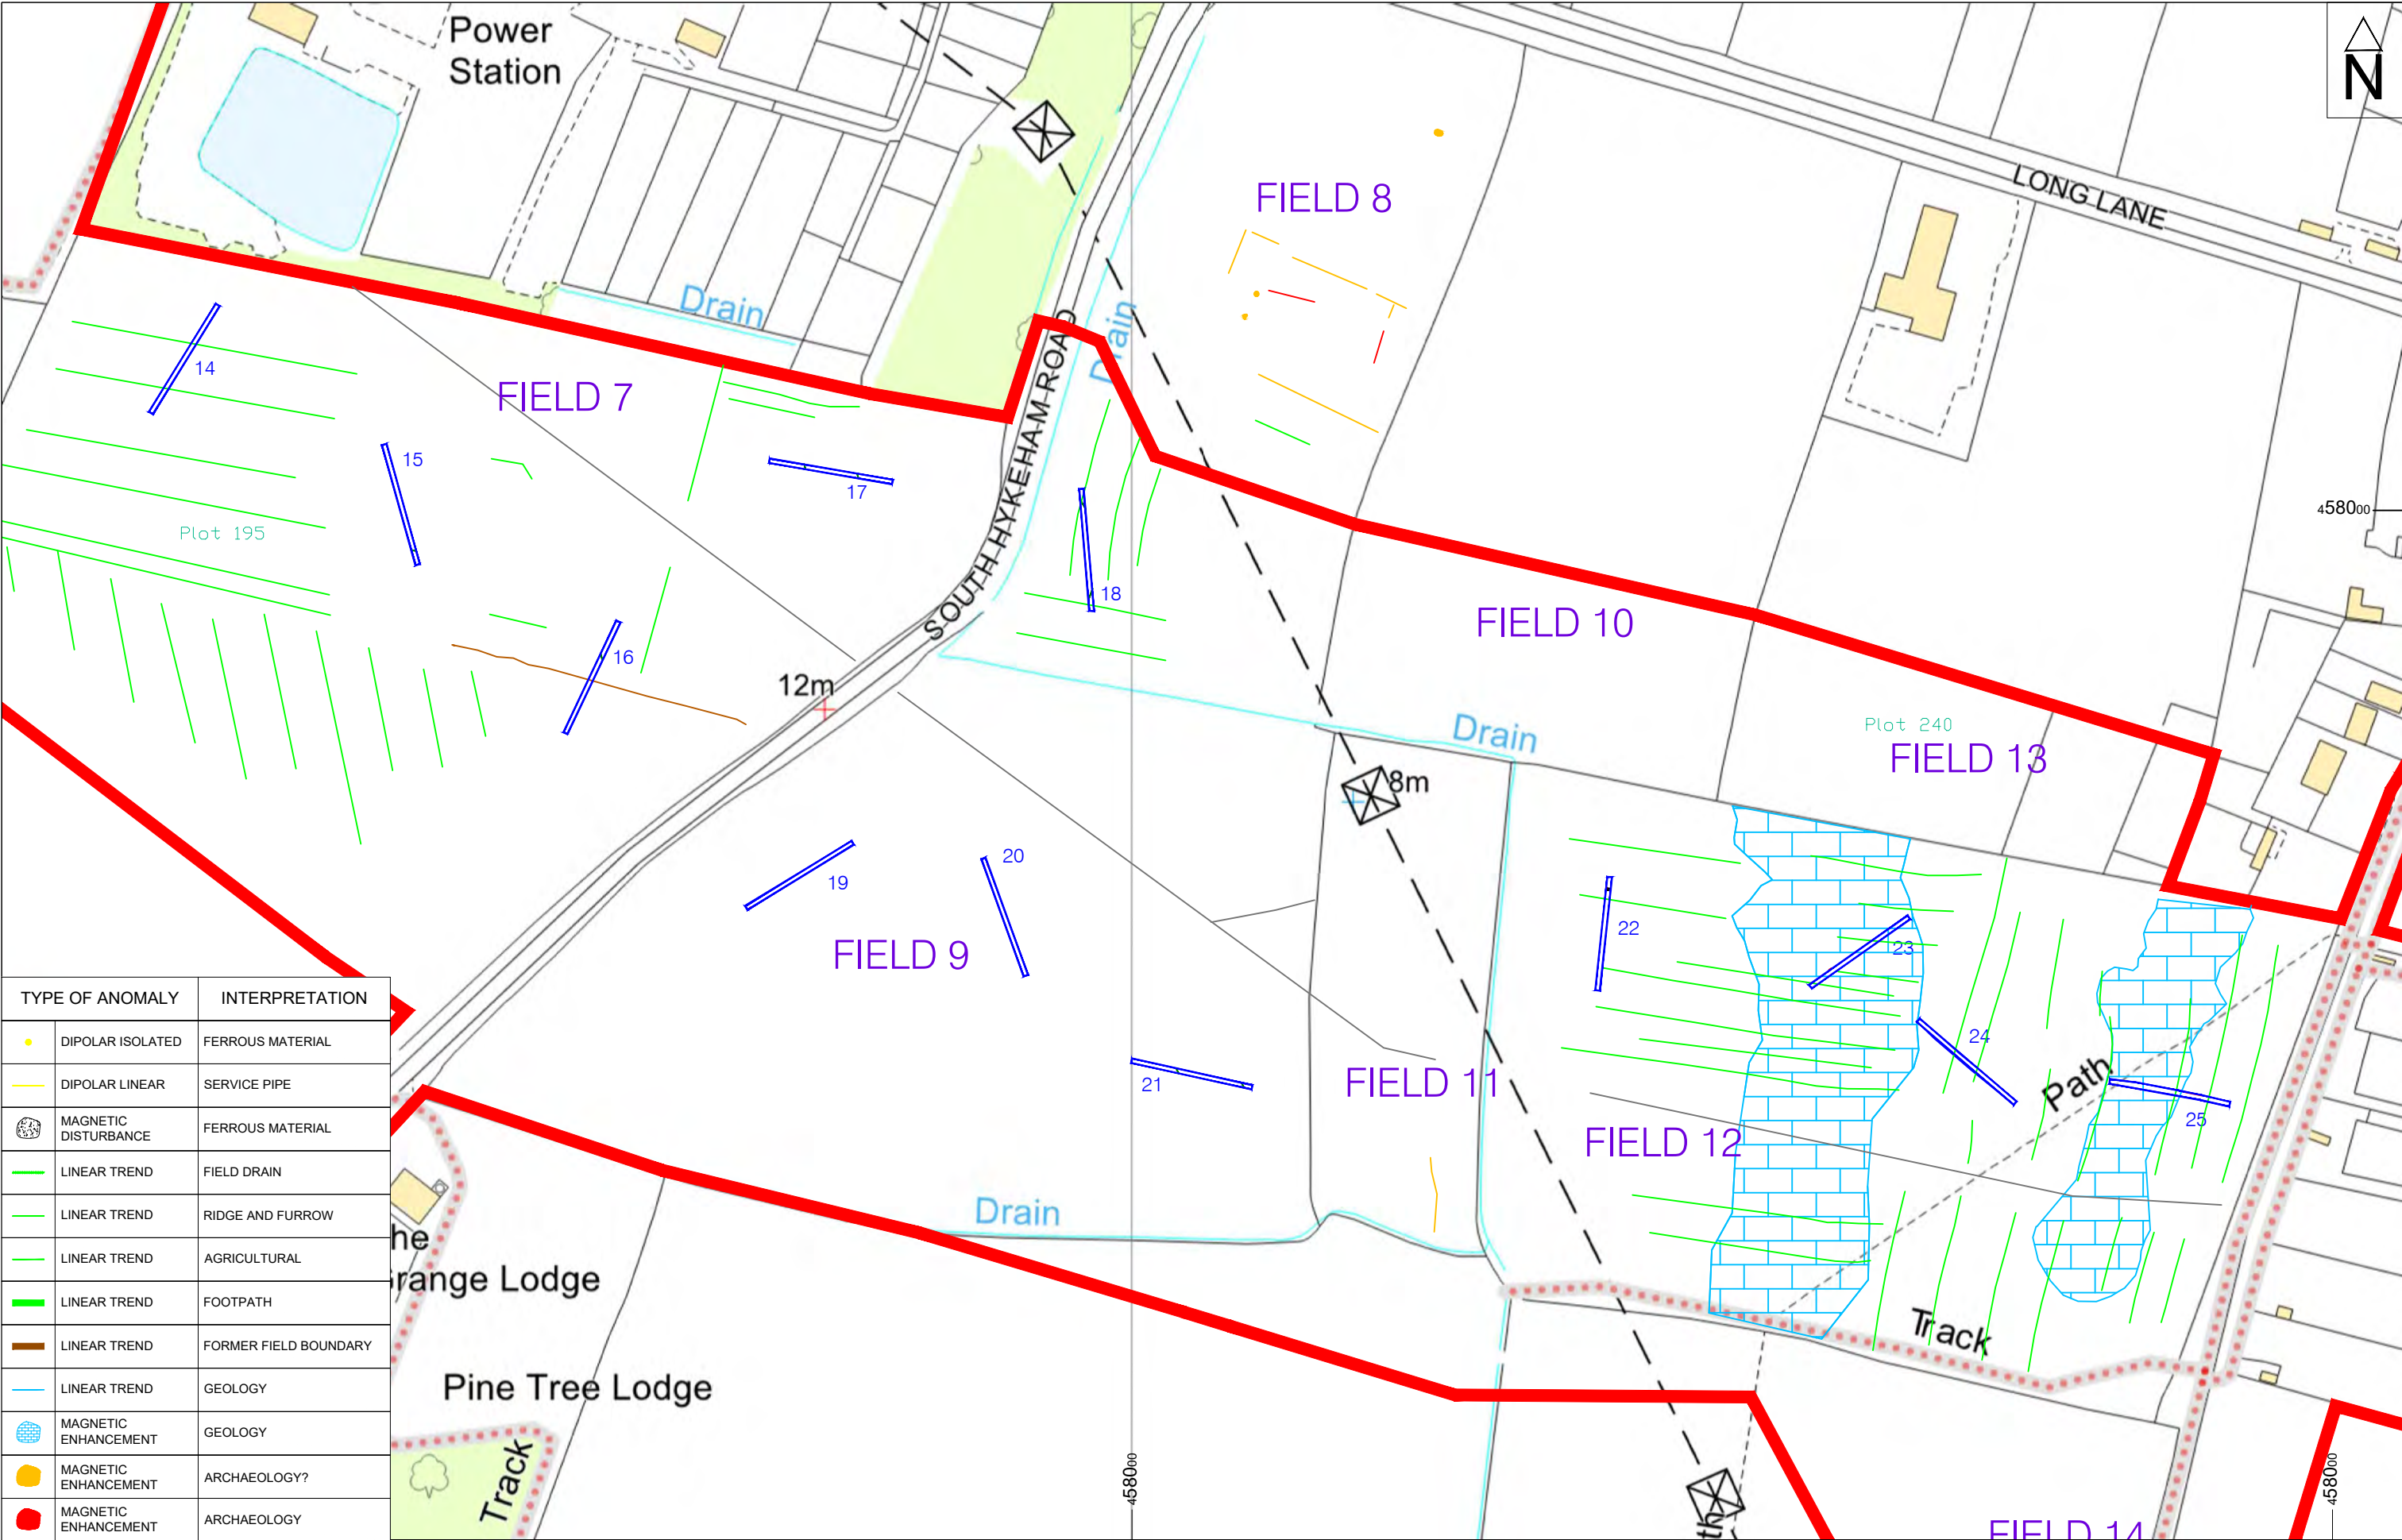 Power
Station
N
FIELD 8
LONG LANE
Drain
Drain
SOUTH HYKEHAM ROAD
14
FIELD 7
15
17
Plot 195
458000
18
FIELD 10
16
12m
Drain
Plot 240
FIELD 13
8m
19
20
22
23
FIELD 9
24
21
FIELD 11
Path
25
FIELD 12
TYPE OF ANOMALY INTERPRETATION
DIPOLAR ISOLATED FERROUS MATERIAL
DIPOLAR LINEAR SERVICE PIPE
MAGNETIC
DISTURBANCE FERROUS MATERIAL
LINEAR TREND FIELD DRAIN
LINEAR TREND RIDGE AND FURROW
LINEAR TREND AGRICULTURAL
LINEAR TREND FOOTPATH
LINEAR TREND FORMER FIELD BOUNDARY
LINEAR TREND GEOLOGY
MAGNETIC
ENHANCEMENT GEOLOGY
MAGNETIC
ENHANCEMENT ARCHAEOLOGY?
MAGNETIC
ENHANCEMENT ARCHAEOLOGY
Drain
he
Grange Lodge
Track
Pine Tree Lodge
Track
458000
458000
th
FIELD 14